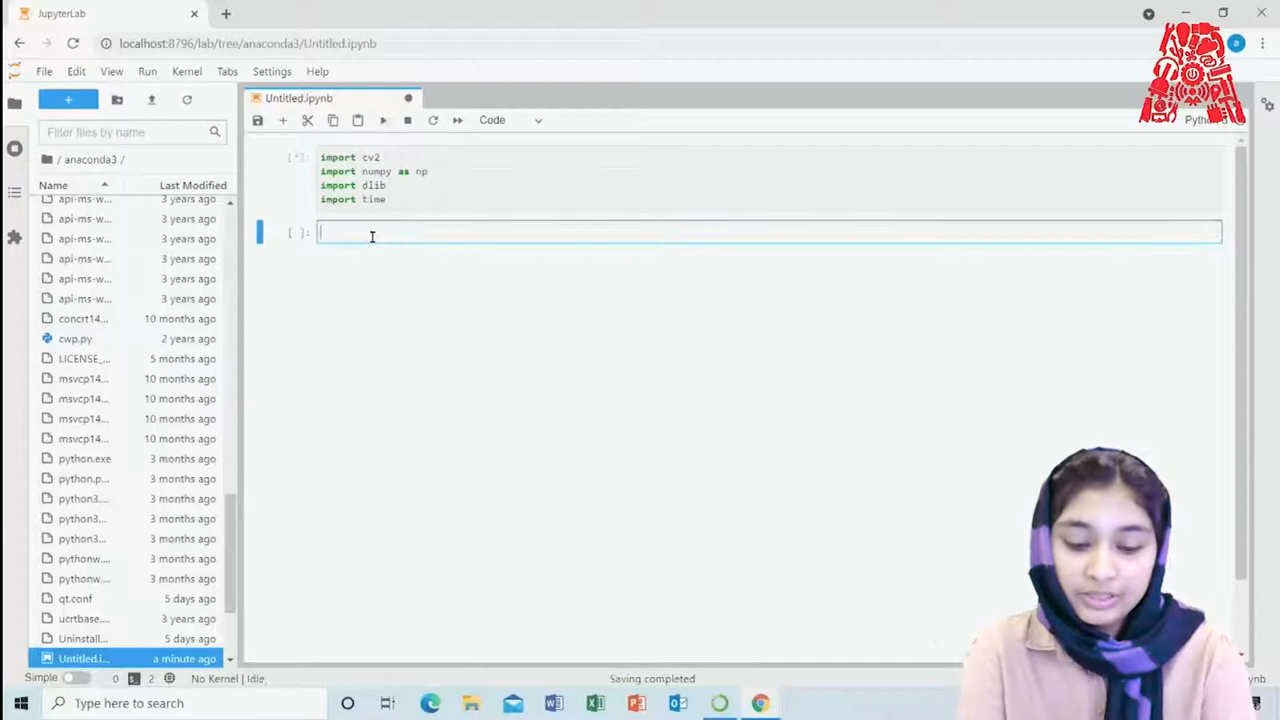 JupyterLab
localhost:8796/lab/tree/anaconda3/Untitled.ipynb
a
File Edit View Run Kernel Tabs Settings Help
Untitled.ipynb
Code
Filter files by name
/ anaconda3 /
Name Last Modified
[*]:
import cv2
import numpy as np
import dlib
import time
[ ]:
api-ms-w... 3 years ago
api-ms-w... 3 years ago
api-ms-w... 3 years ago
api-ms-w... 3 years ago
api-ms-w... 3 years ago
api-ms-w... 3 years ago
concrt14... 10 months ago
cwp.py 2 years ago
LICENSE_... 5 months ago
msvcp14... 10 months ago
msvcp14... 10 months ago
msvcp14... 10 months ago
msvcp14... 10 months ago
python.exe 3 months ago
python.p... 3 months ago
python3.... 3 months ago
python3... 3 months ago
python3... 3 months ago
pythonw.... 3 months ago
pythonw.... 3 months ago
qt.conf 5 days ago
ucrtbase.... 3 years ago
Uninstall... 5 days ago
Untitled.i... a minute ago
Simple 0 $_ 2 No Kernel | Idle Saving completed
Type here to search